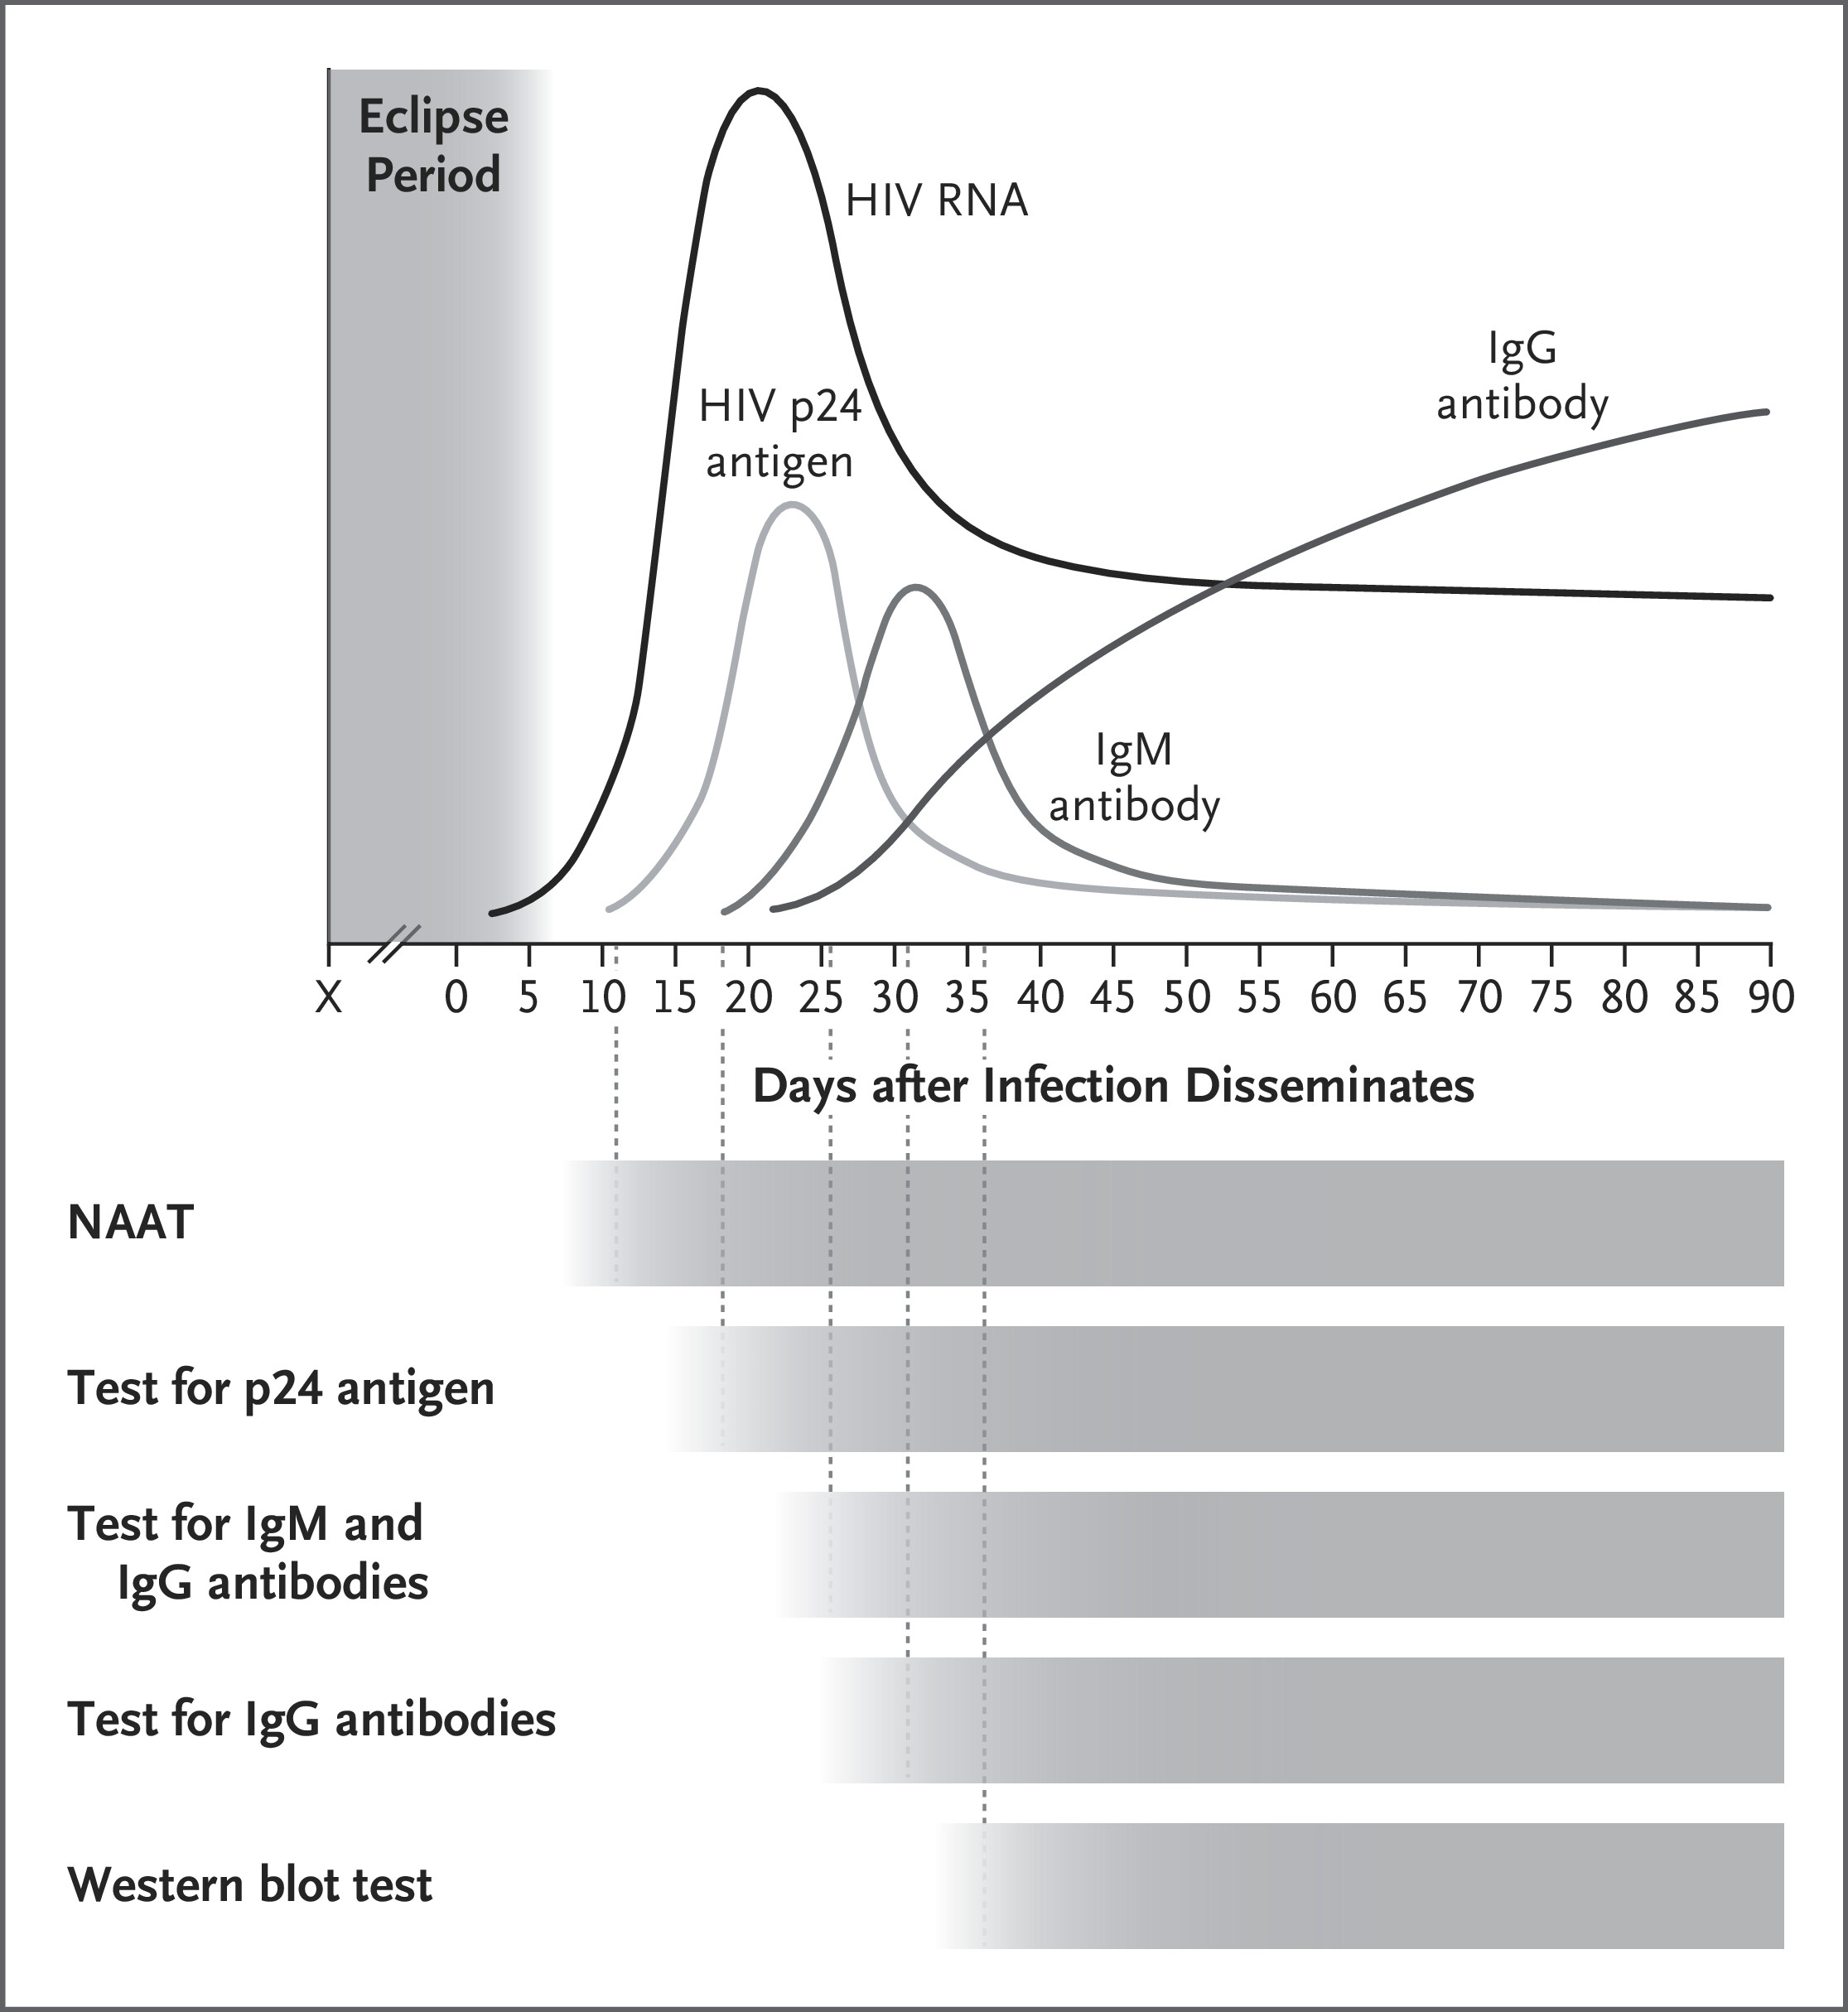 Eclipse
Period
HIV RNA
HIV p24
antigen
IgG
antibody
IgM
antibody
X 0 5 10 15 20 25 30 35 40 45 50 55 60 65 70 75 80 85 90
Days after Infection Disseminates
NAAT
Test for p24 antigen
Test for IgM and
IgG antibodies
Test for IgG antibodies
Western blot test